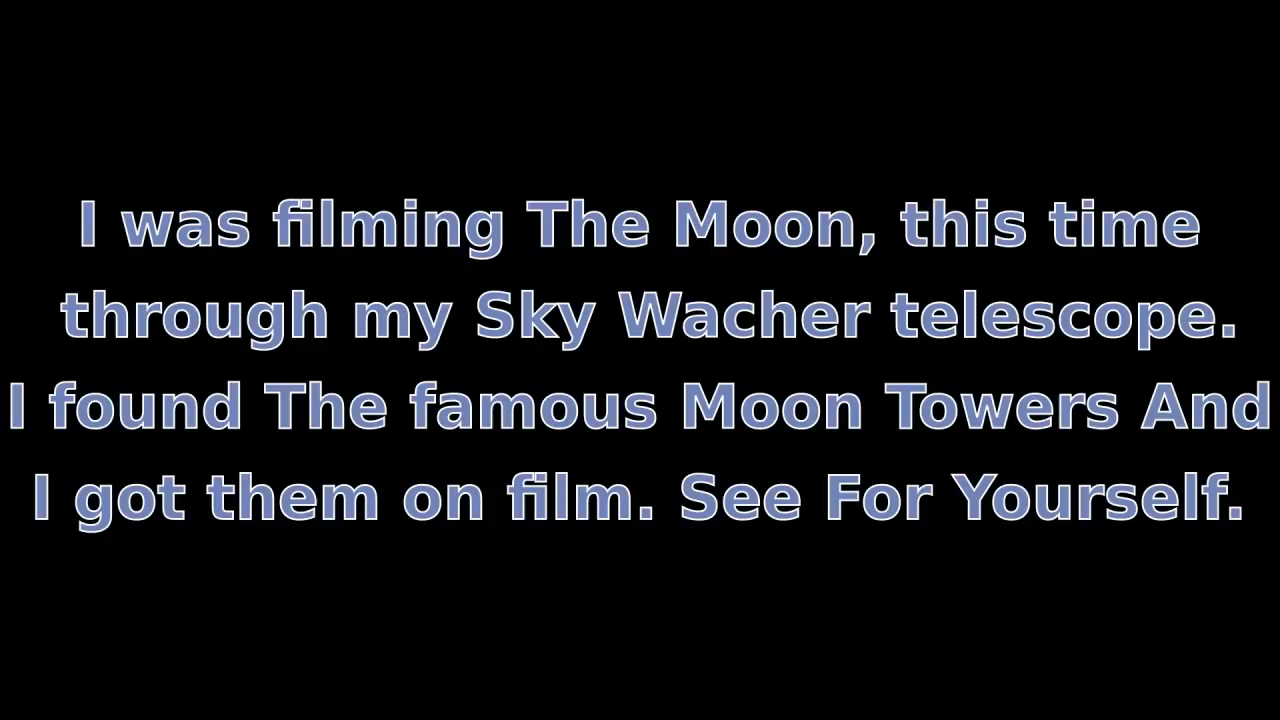 I was filming The Moon, this time
through my Sky Wacher telescope.
I found The famous Moon Towers And
I got them on film. See For Yourself.